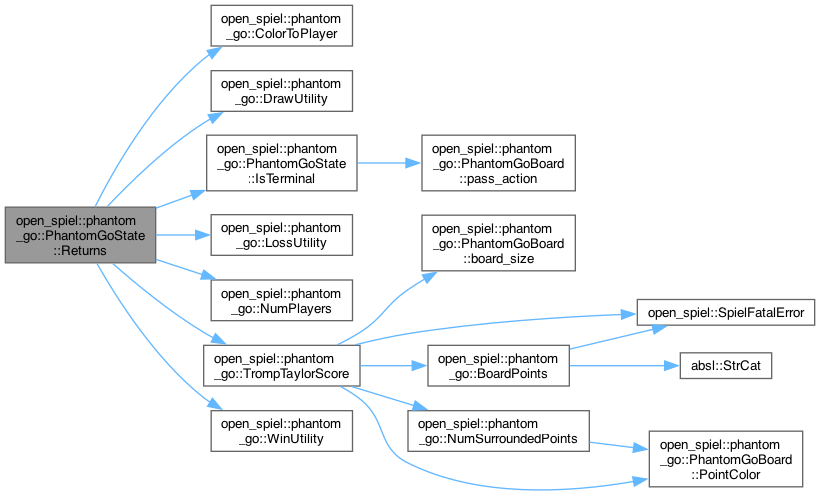 open_spiel::phantom
_go::PhantomGoState
::Returns
open_spiel::phantom
_go::ColorToPlayer
open_spiel::phantom
_go::DrawUtility
open_spiel::phantom
_go::PhantomGoState
::IsTerminal
open_spiel::phantom
_go::PhantomGoBoard
::pass_action
open_spiel::phantom
_go::LossUtility
open_spiel::phantom
_go::NumPlayers
open_spiel::phantom
_go::TrompTaylorScore
open_spiel::phantom
_go::WinUtility
open_spiel::phantom
_go::PhantomGoBoard
::board_size
open_spiel::phantom
_go::BoardPoints
open_spiel::phantom
_go::NumSurroundedPoints
open_spiel::SpielFatalError
absl::StrCat
open_spiel::phantom
_go::PhantomGoBoard
::PointColor